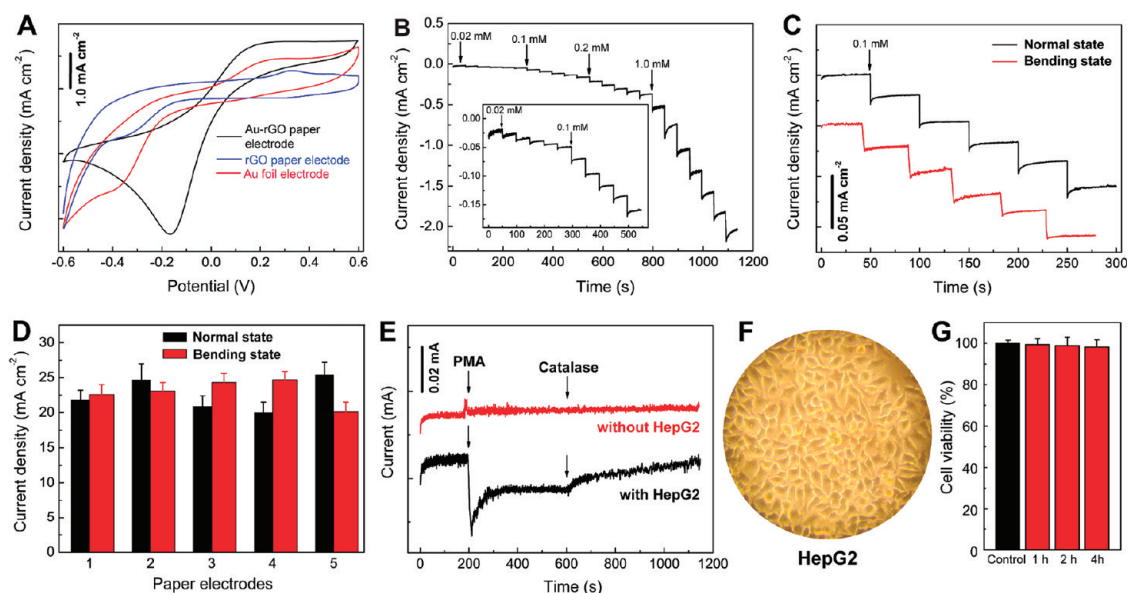 A
Current density (mA cm⁻²)
1.0 mA cm⁻²
Au-rGO paper
electrode
rGO paper electode
Au foil electrode
-0.6 -0.4 -0.2 0.0 0.2 0.4 0.6
Potential (V)
B
Current density (mA cm⁻²)
0.5
0.0
-0.5
-1.0
-1.5
-2.0
0.02 mM
0.1 mM
0.2 mM
1.0 mM
0.00
-0.05
-0.10
-0.15
0.02 mM
0.1 mM
0 100 200 300 400 500
0 200 400 600 800 1000 1200
Time (s)
C
Current density (mA cm⁻²)
0.1 mM
Normal state
Bending state
0.05 mA cm⁻²
0 50 100 150 200 250 300
Time (s)
D
Current density (mA cm⁻²)
30
25
20
15
10
5
0
Normal state
Bending state
1 2 3 4 5
Paper electrodes
E
Current (mA)
0.02 mA
PMA
Catalase
without HepG2
with HepG2
0 200 400 600 800 1000 1200
Time (s)
F
HepG2
G
Cell viability (%)
100
80
60
40
20
0
20
40
60
80
100
Control 1 h 2 h 4h